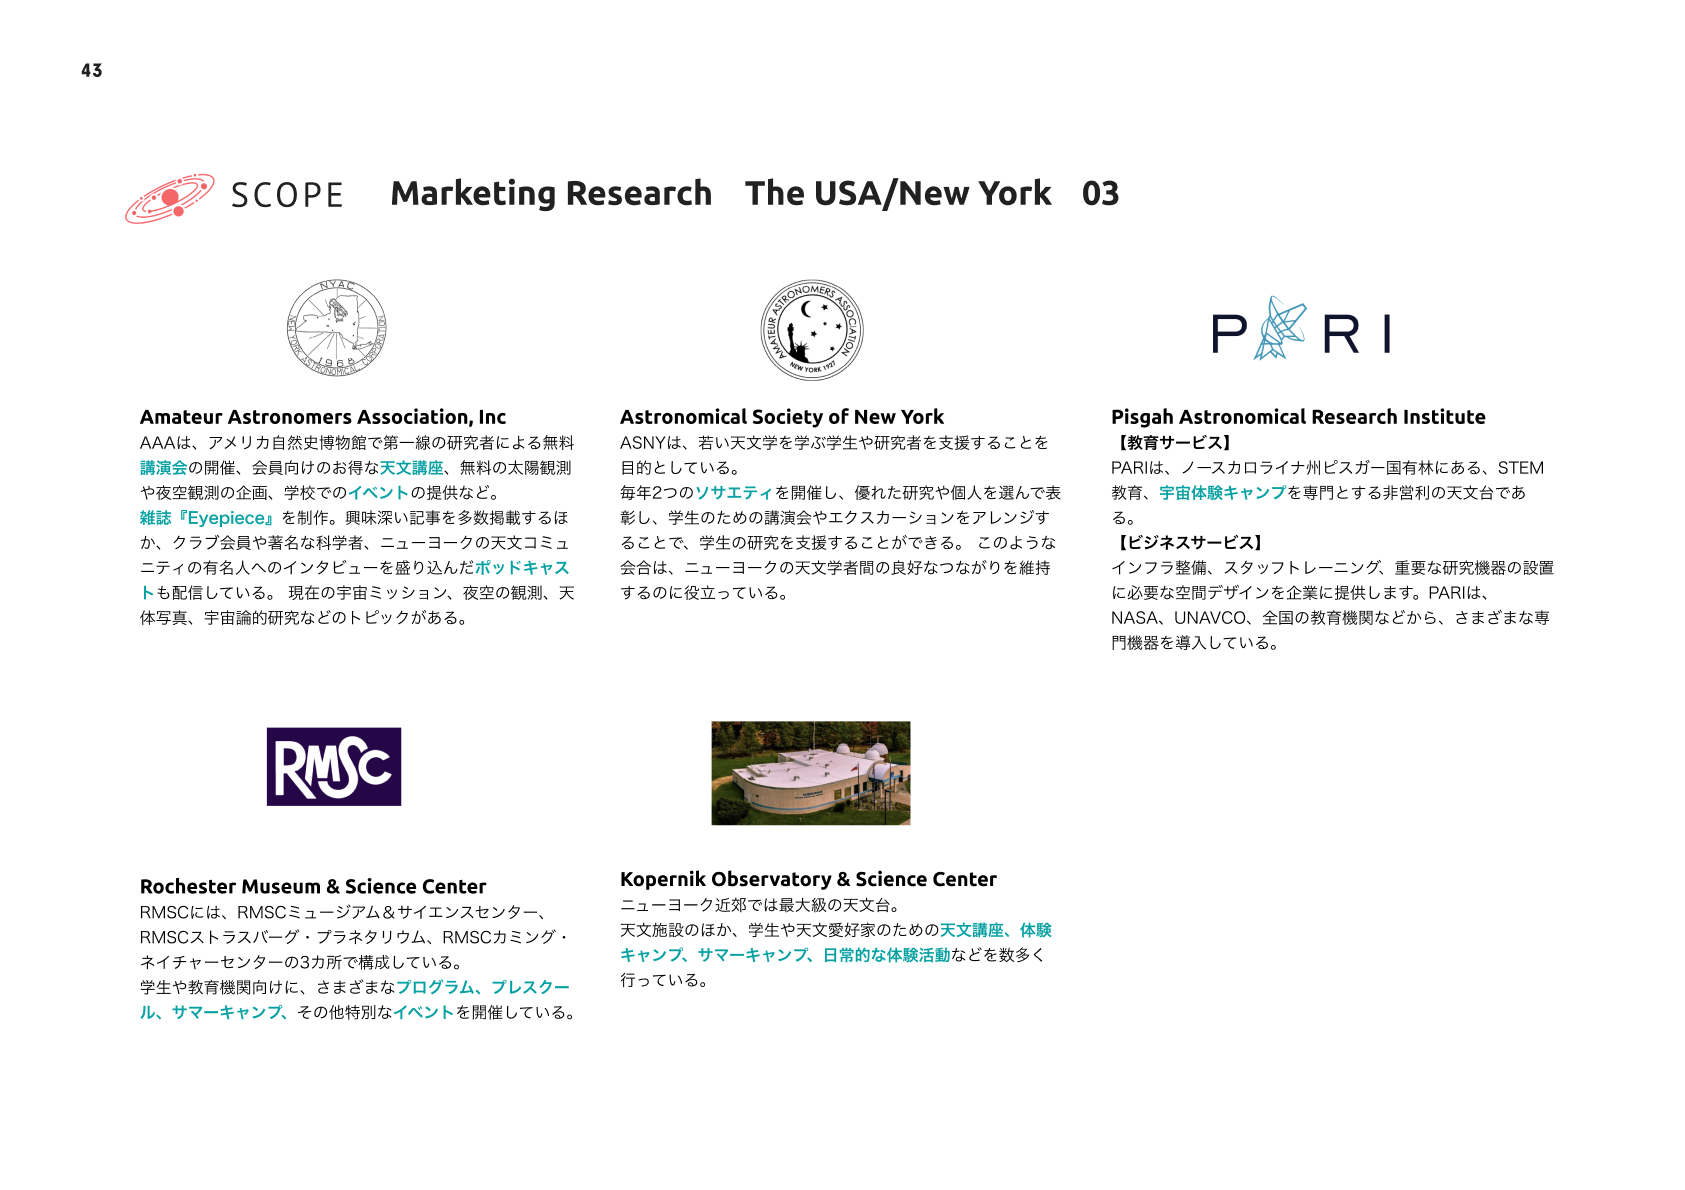 43
SCOPE
Marketing Research The USA/New York 03
NYAC
NEW YORK ASTRONOMICAL CORPORATION
1968
AMATEUR ASTRONOMERS ASSOCIATION
NEW YORK 1927
PARI
Amateur Astronomers Association, Inc
AAAは、アメリカ自然史博物館で第一線の研究者による無料
講演会の開催、会員向けのお得な天文講座、無料の太陽観測
や夜空観測の企画、学校でのイベントの提供など。
雑誌『Eyepiece』を制作。興味深い記事を多数掲載するほ
か、クラブ会員や著名な科学者、ニューヨークの天文コミュ
ニティの有名人へのインタビューを盛り込んだポッドキャス
トも配信している。 現在の宇宙ミッション、夜空の観測、天
体写真、宇宙論的研究などのトピックがある。
Astronomical Society of New York
ASNYは、若い天文学を学ぶ学生や研究者を支援することを
目的としている。
毎年2つのソサエティを開催し、優れた研究や個人を選んで表
彰し、学生のための講演会やエクスカーションをアレンジす
ることで、学生の研究を支援することができる。 このような
会合は、ニューヨークの天文学者間の良好なつながりを維持
するのに役立っている。
Pisgah Astronomical Research Institute
【教育サービス】
PARIは、ノースカロライナ州ピスガー国有林にある、STEM
教育、宇宙体験キャンプを専門とする非営利の天文台であ
る。
【ビジネスサービス】
インフラ整備、スタッフトレーニング、重要な研究機器の設置
に必要な空間デザインを企業に提供します。PARIは、
NASA、UNAVCO、全国の教育機関などから、さまざまな専
門機器を導入している。
RMSC
Rochester Museum & Science Center
RMSCには、RMSCミュージアム＆サイエンスセンター、
RMSCストラスバーグ・プラネタリウム、RMSCカミング・
ネイチャーセンターの3カ所で構成している。
学生や教育機関向けに、さまざまなプログラム、プレスクー
ル、サマーキャンプ、その他特別なイベントを開催している。
Kopernik Observatory & Science Center
ニューヨーク近郊では最大級の天文台。
天文施設のほか、学生や天文愛好家のための天文講座、体験
キャンプ、サマーキャンプ、日常的な体験活動などを数多く
行っている。